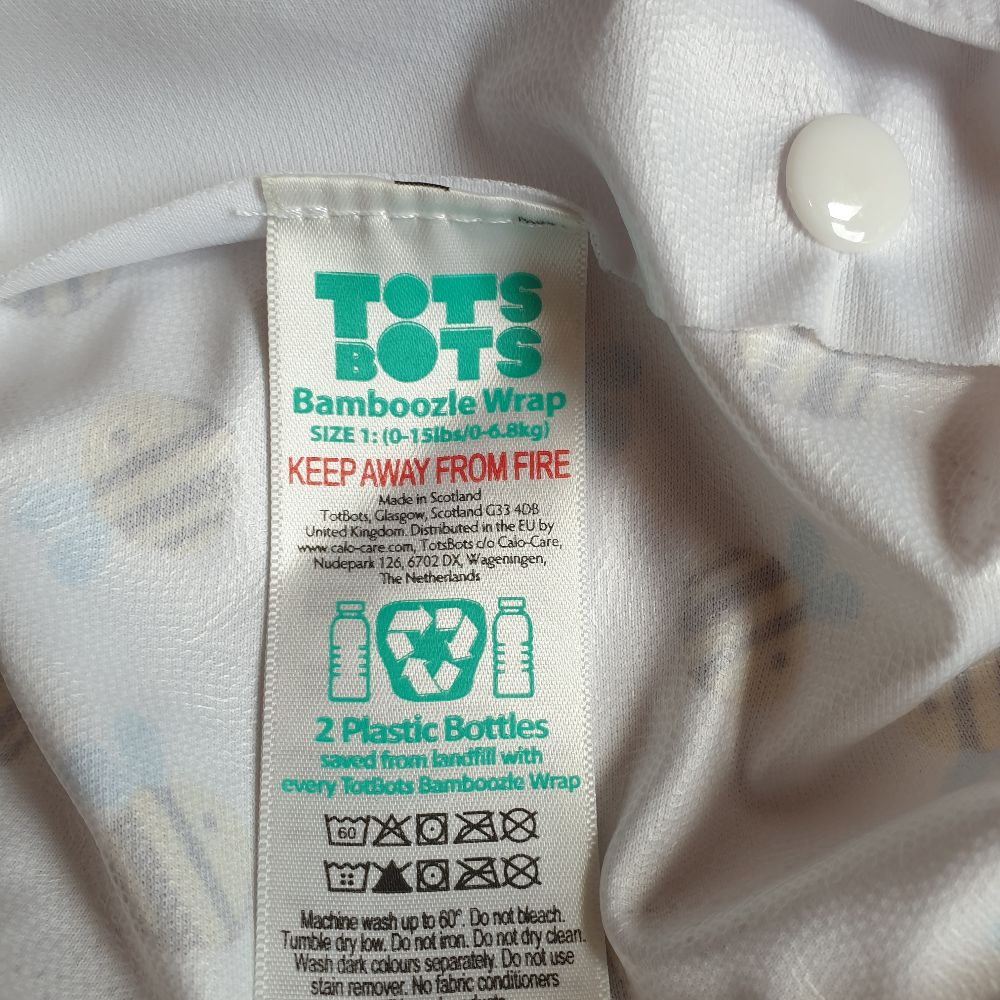 TOTS
BOTS
Bamboozle Wrap
SIZE 1: (0-15lbs/0-6.8kg)
KEEP AWAY FROM FIRE
Made in Scotland
TotBots, Glasgow, Scotland G33 4DB
United Kingdom. Distributed in the EU by
www.calo-care.com, TotsBots c/o Calo-Care,
Nudepark 126, 6702 DX, Wageningen,
The Netherlands
2 Plastic Bottles
saved from landfill with
every TotBots Bamboozle Wrap
60
Machine wash up to 60°. Do not bleach.
Tumble dry low. Do not iron. Do not dry clean.
Wash dark colours separately. Do not use
stain remover. No fabric conditioners